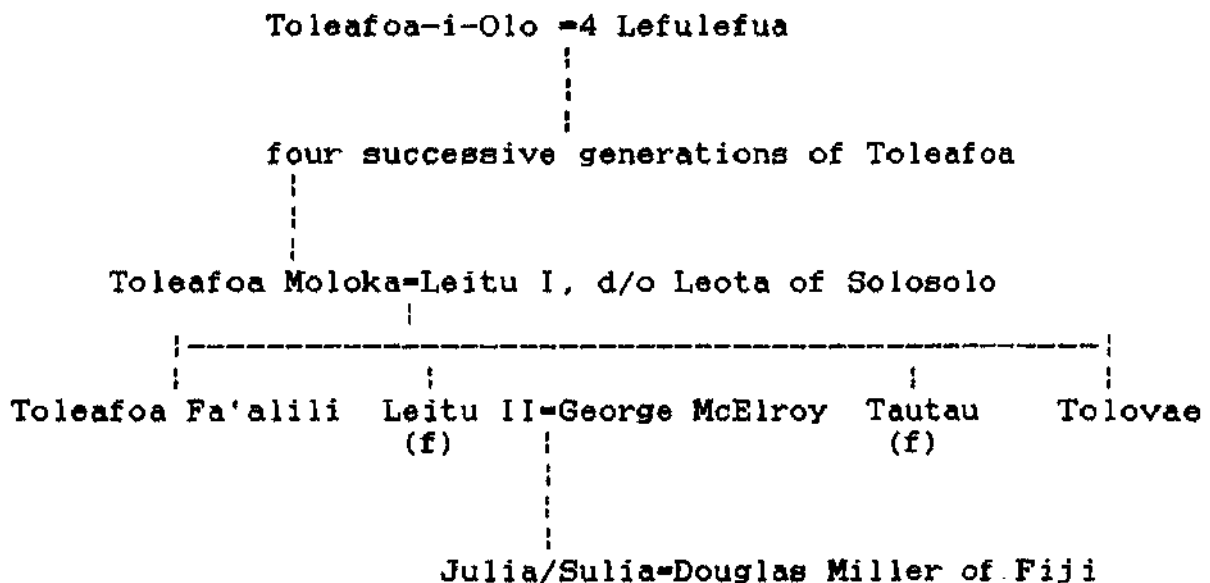 Toleafoa-i-Olo =4 Lefulefua
four successive generations of Toleafoa
Toleafoa Moloka=Leitu I, d/o Leota of Solosolo
Toleafoa Fa'alili Leitu II=George McElroy Tautau Tolovae
(f) (f)
Julia/Sulia=Douglas Miller of Fiji